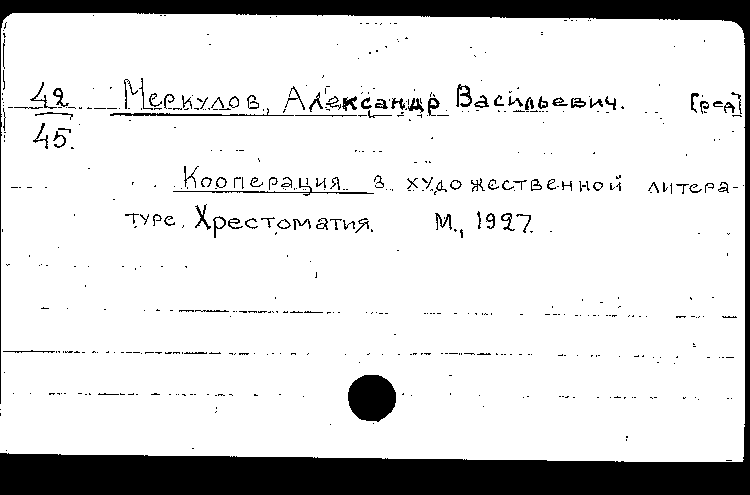 42 Меркулов, Александр Васильевич. [ред]
45.
Кооперация в художественной литера-
туре. Хрестоматия. М., 1927.